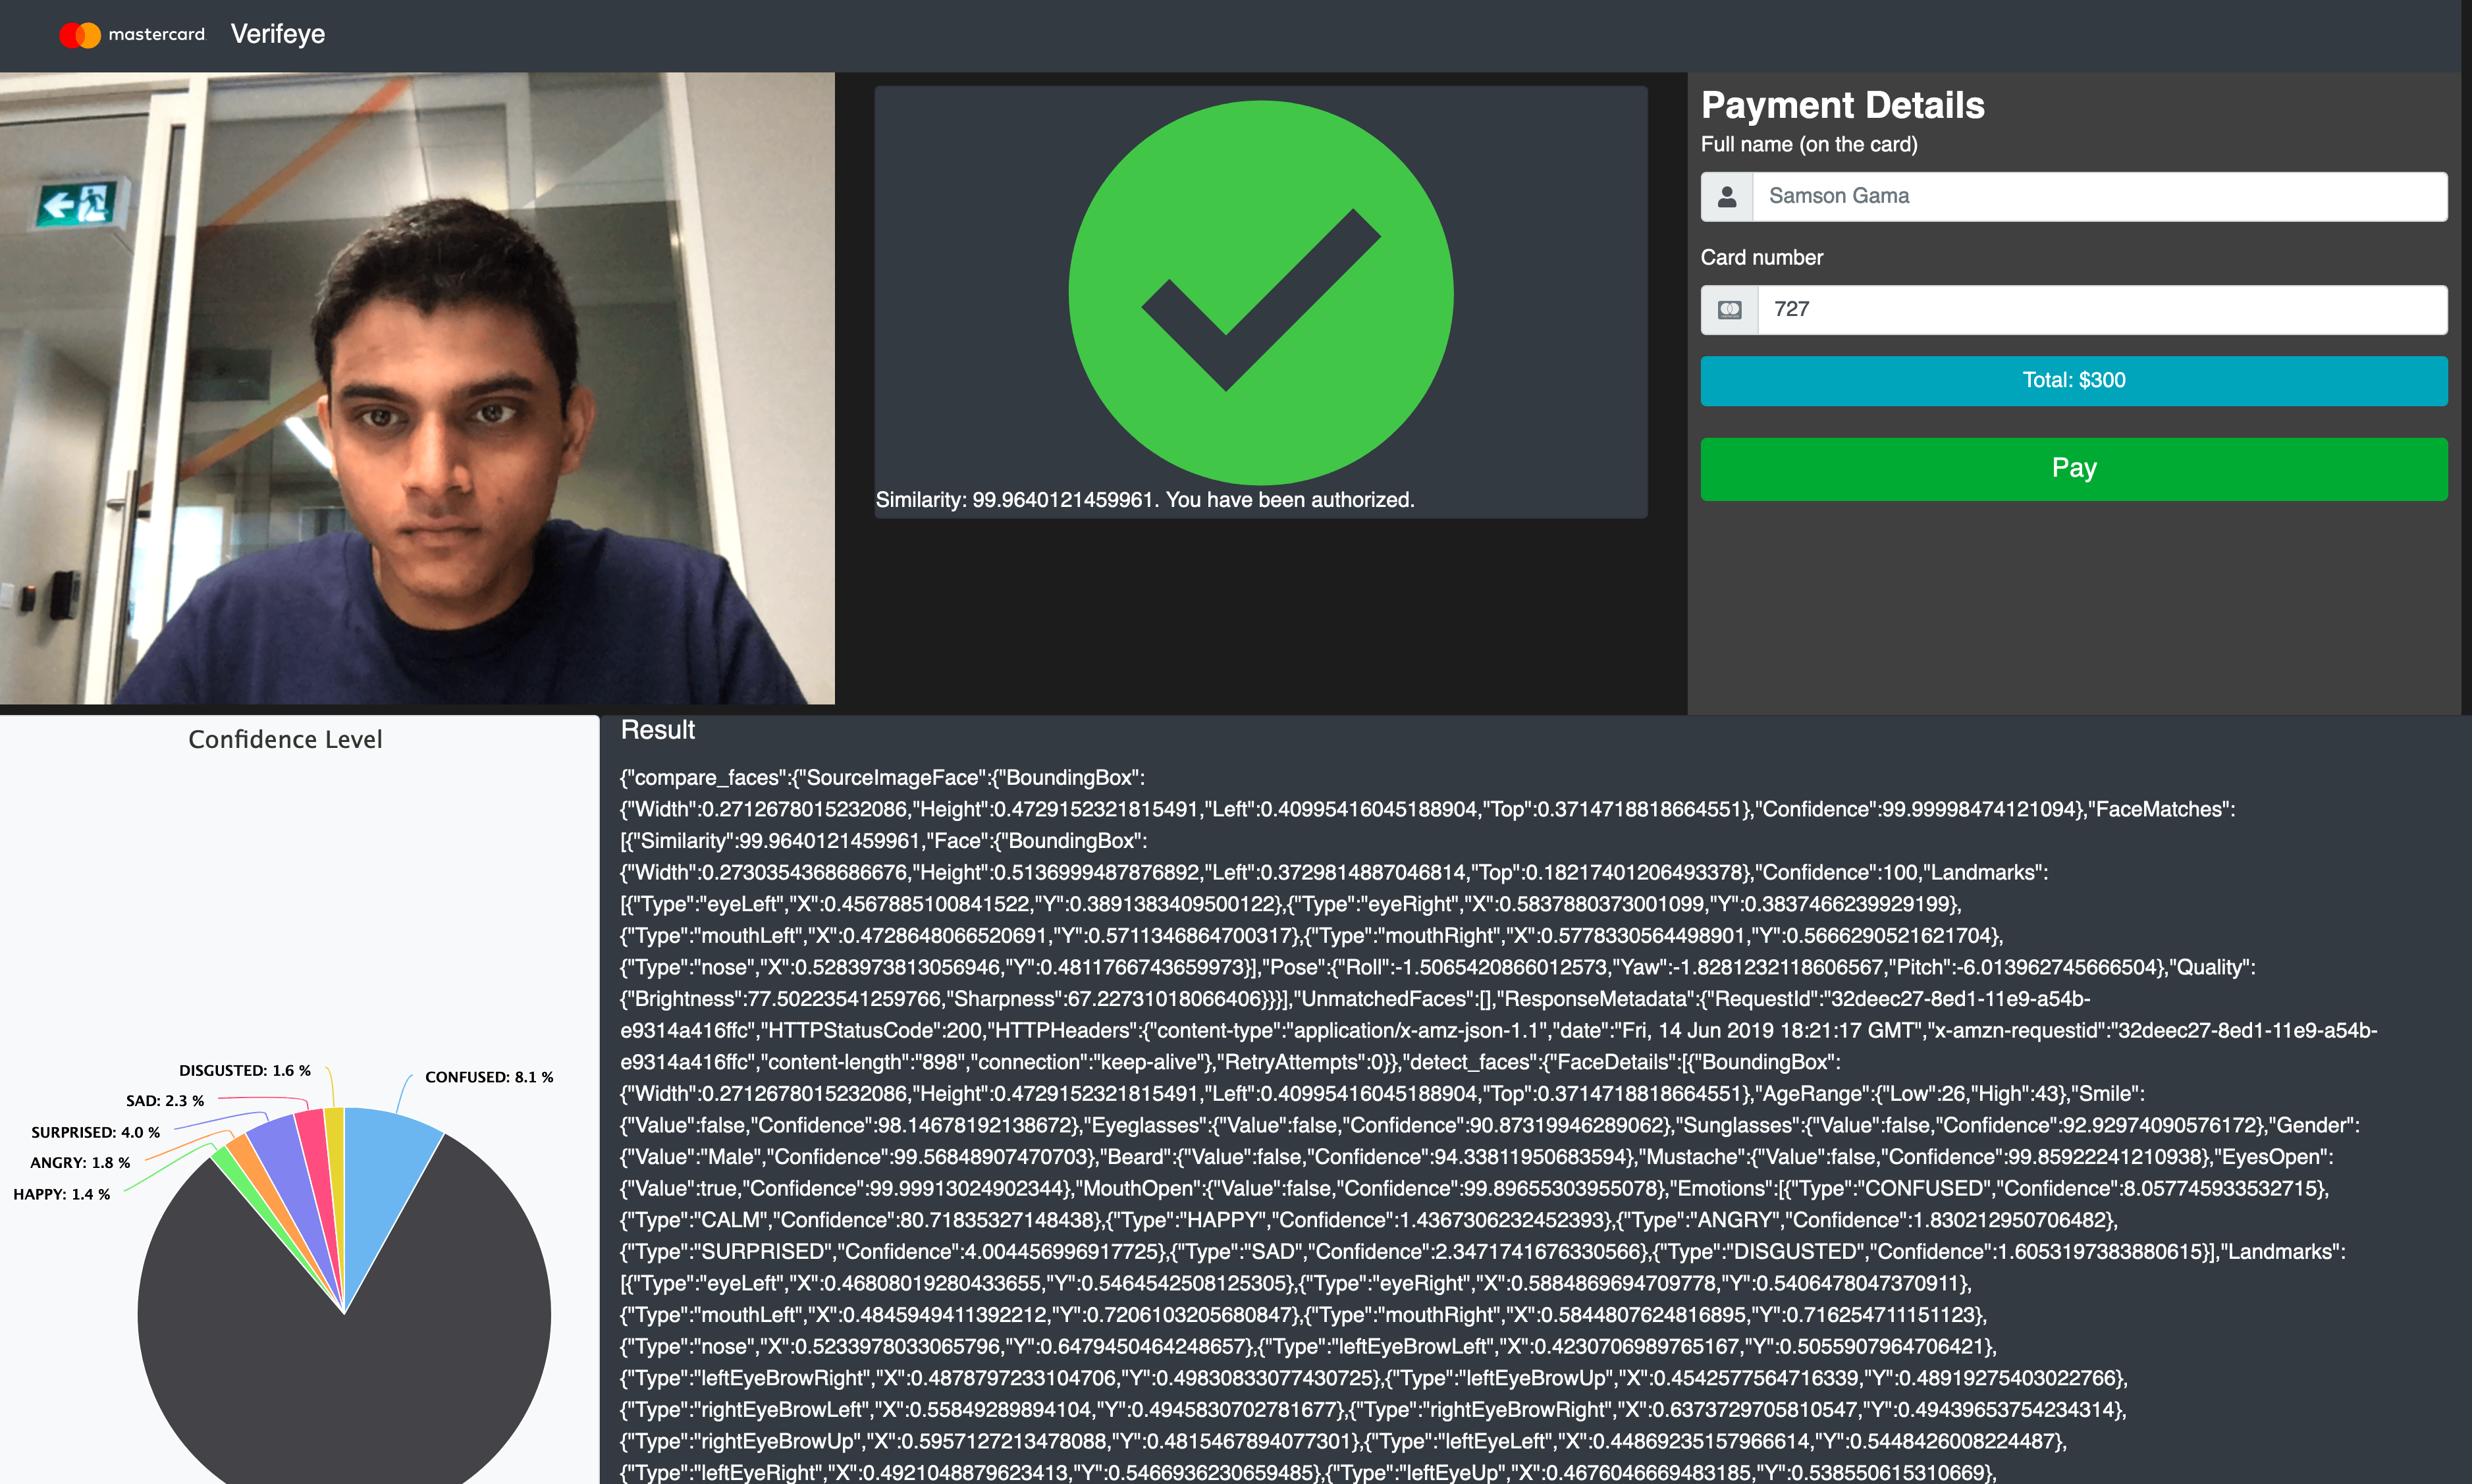 mastercard Verifeye
Similarity: 99.9640121459961. You have been authorized.
Payment Details
Full name (on the card)
Samson Gama
Card number
727
Total: $300
Pay
Confidence Level
DISGUSTED: 1.6 %
CONFUSED: 8.1 %
SAD: 2.3 %
SURPRISED: 4.0 %
ANGRY: 1.8 %
HAPPY: 1.4 %
Result
{"compare_faces":{"SourceImageFace":{"BoundingBox":
{"Width":0.2712678015232086,"Height":0.4729152321815491,"Left":0.40995416045188904,"Top":0.3714718818664551},"Confidence":99.99998474121094},"FaceMatches":
[{"Similarity":99.9640121459961,"Face":{"BoundingBox":
{"Width":0.2730354368686676,"Height":0.5136999487876892,"Left":0.3729814887046814,"Top":0.18217401206493378},"Confidence":100,"Landmarks":
[{"Type":"eyeLeft","X":0.4567885100841522,"Y":0.3891383409500122},{"Type":"eyeRight","X":0.5837880373001099,"Y":0.3837466239929199},
{"Type":"mouthLeft","X":0.4728648066520691,"Y":0.5711346864700317},{"Type":"mouthRight","X":0.5778330564498901,"Y":0.5666290521621704},
{"Type":"nose","X":0.5283973813056946,"Y":0.4811766743659973}],"Pose":{"Roll":-1.5065420866012573,"Yaw":-1.8281232118606567,"Pitch":-6.013962745666504},"Quality":
{"Brightness":77.50223541259766,"Sharpness":67.22731018066406}}}],"UnmatchedFaces":[],"ResponseMetadata":{"RequestId":"32deec27-8ed1-11e9-a54b-
e9314a416ffc","HTTPStatusCode":200,"HTTPHeaders":{"content-type":"application/x-amz-json-1.1","date":"Fri, 14 Jun 2019 18:21:17 GMT","x-amzn-requestid":"32deec27-8ed1-11e9-a54b-
e9314a416ffc","content-length":"898","connection":"keep-alive"},"RetryAttempts":0}},"detect_faces":{"FaceDetails":[{"BoundingBox":
{"Width":0.2712678015232086,"Height":0.4729152321815491,"Left":0.40995416045188904,"Top":0.3714718818664551},"AgeRange":{"Low":26,"High":43},"Smile":
{"Value":false,"Confidence":98.14678192138672},"Eyeglasses":{"Value":false,"Confidence":90.87319946289062},"Sunglasses":{"Value":false,"Confidence":92.92974090576172},"Gender":
{"Value":"Male","Confidence":99.56848907470703},"Beard":{"Value":false,"Confidence":94.33811950683594},"Mustache":{"Value":false,"Confidence":99.85922241210938},"EyesOpen":
{"Value":true,"Confidence":99.99913024902344},"MouthOpen":{"Value":false,"Confidence":99.89655303955078},"Emotions":[{"Type":"CONFUSED","Confidence":8.057745933532715},
{"Type":"CALM","Confidence":80.71835327148438},{"Type":"HAPPY","Confidence":1.4367306232452393},{"Type":"ANGRY","Confidence":1.830212950706482},
{"Type":"SURPRISED","Confidence":4.004456996917725},{"Type":"SAD","Confidence":2.3471741676330566},{"Type":"DISGUSTED","Confidence":1.6053197383880615}],"Landmarks":
[{"Type":"eyeLeft","X":0.46808019280433655,"Y":0.5464542508125305},{"Type":"eyeRight","X":0.5884869694709778,"Y":0.5406478047370911},
{"Type":"mouthLeft","X":0.4845949411392212,"Y":0.7206103205680847},{"Type":"mouthRight","X":0.5844807624816895,"Y":0.716254711151123},
{"Type":"nose","X":0.5233978033065796,"Y":0.6479450464248657},{"Type":"leftEyeBrowLeft","X":0.4230706989765167,"Y":0.5055907964706421},
{"Type":"leftEyeBrowRight","X":0.4878797233104706,"Y":0.49830833077430725},{"Type":"leftEyeBrowUp","X":0.4542577564716339,"Y":0.48919275403022766},
{"Type":"rightEyeBrowLeft","X":0.55849289894104,"Y":0.4945830702781677},{"Type":"rightEyeBrowRight","X":0.6373729705810547,"Y":0.49439653754234314},
{"Type":"rightEyeBrowUp","X":0.5957127213478088,"Y":0.4815467894077301},{"Type":"leftEyeLeft","X":0.44869235157966614,"Y":0.5448426008224487},
{"Type":"leftEyeRight","X":0.4921048879623413,"Y":0.5466936230659485},{"Type":"leftEyeUp","X":0.4676046669483185,"Y":0.538550615310669},